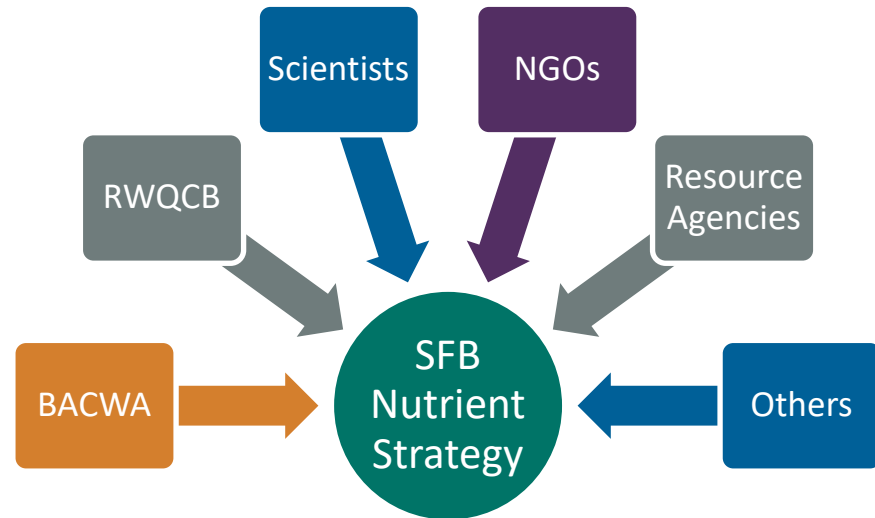 Scientists
NGOs
RWQCB
Resource
Agencies
BACWA
SFB
Nutrient
Strategy
Others